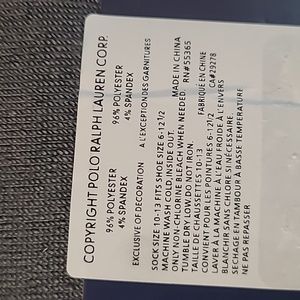 COPYRIGHT POLO RALPH LAUREN CORP.
96% POLYESTER
4% SPANDEX
96% POLYESTER
4% SPANDEX
EXCLUSIVE OF DECORATION
A L'EXCEPTION DES GARNITURES
SOCK SIZE 10-13 FITS SHOE SIZE 6-12 1/2
MACHINE WASH COLD, INSIDE OUT.
ONLY NON-CHLORINE BLEACH WHEN NEEDED.
TUMBLE DRY LOW. DO NOT IRON.
MADE IN CHINA
RN#55365
TAILLE DE CHAUSSETTES 10-13
CONVIENT POUR LES POINTURES 6-12 1/2
LAVER À LA MACHINE À L'EAU FROIDE À L'ENVERS
BLANCHIR SANS CHLORE SI NÉCESSAIRE
SECHAGE EN TAMBOUR À BASSE TEMPERATURE
NE PAS REPASSER
FABRIQUÉ EN CHINE
CA#29278